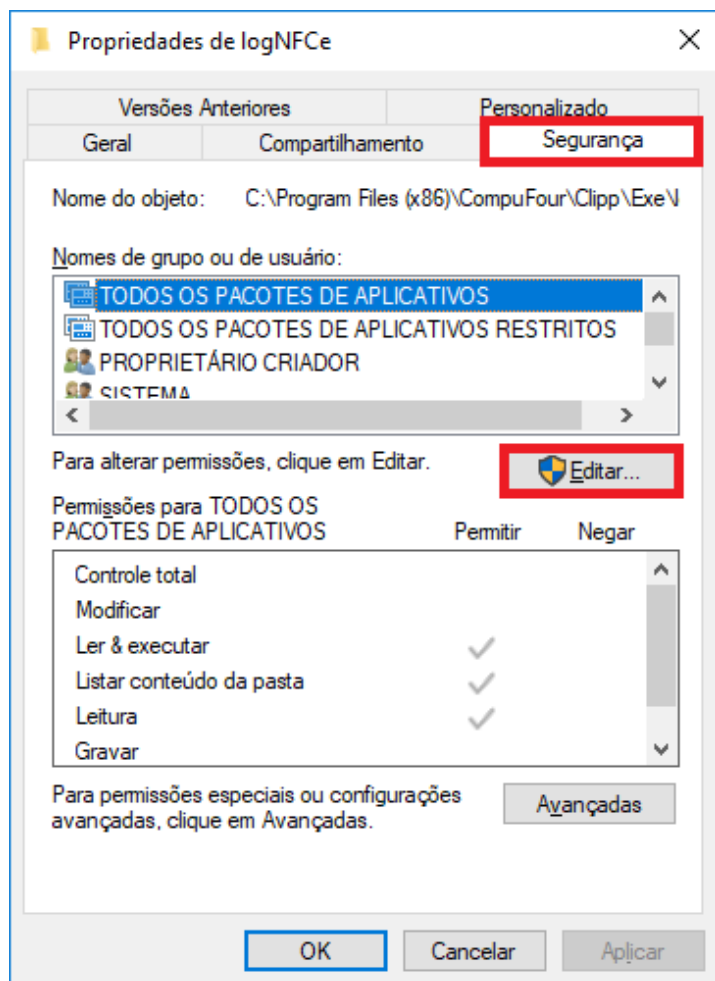 Propriedades de logNFCe
Versões Anteriores Personalizado
Geral Compartilhamento Segurança
Nome do objeto: C:\Program Files (x86)\CompuFour\Clipp\Exe\
Nomes de grupo ou de usuário:
TODOS OS PACOTES DE APLICATIVOS
TODOS OS PACOTES DE APLICATIVOS RESTRITOS
PROPRIETÁRIO CRIADOR
SISTEMA
Para alterar permissões, clique em Editar.
Editar...
Permissões para TODOS OS
PACOTES DE APLICATIVOS Permitir Negar
Controle total
Modificar
Ler & executar
Listar conteúdo da pasta
Leitura
Gravar
Para permissões especiais ou configurações
avançadas, clique em Avançadas.
Avançadas
OK Cancelar Aplicar